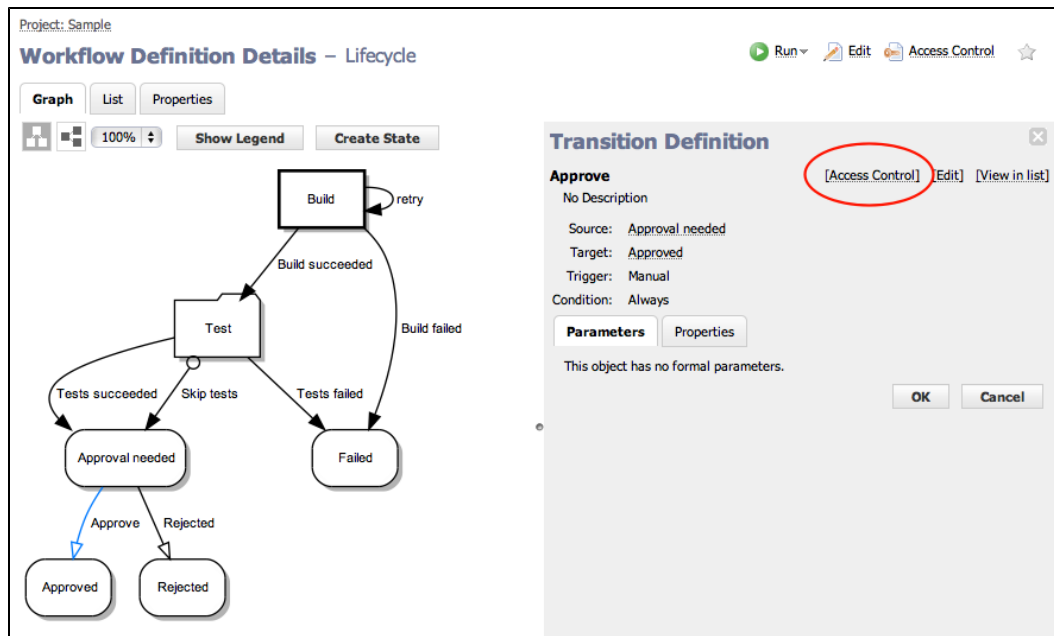 Project: Sample
Workflow Definition Details – Lifecycle
Run Edit Access Control
Graph List Properties
100% Show Legend Create State
Build
retry
Build succeeded
Test
Build failed
Tests succeeded Skip tests Tests failed
Approval needed
Failed
Approve Rejected
Approved
Rejected
Transition Definition
Approve [Access Control] [Edit] [View in list]
No Description
Source: Approval needed
Target: Approved
Trigger: Manual
Condition: Always
Parameters Properties
This object has no formal parameters.
OK Cancel